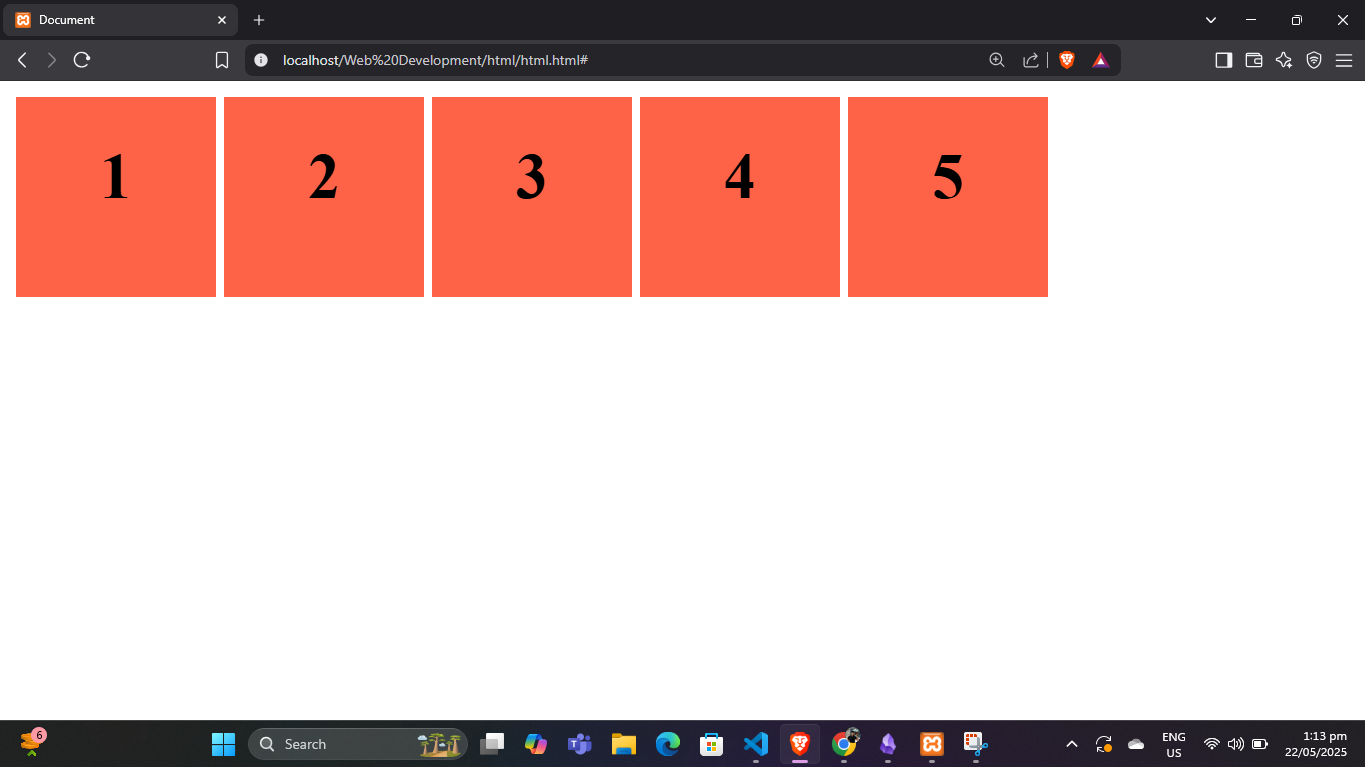 Document
localhost/Web%20Development/html/html.html#
1 2 3 4 5
6
Search
ENG
US
1:13 pm
22/05/2025